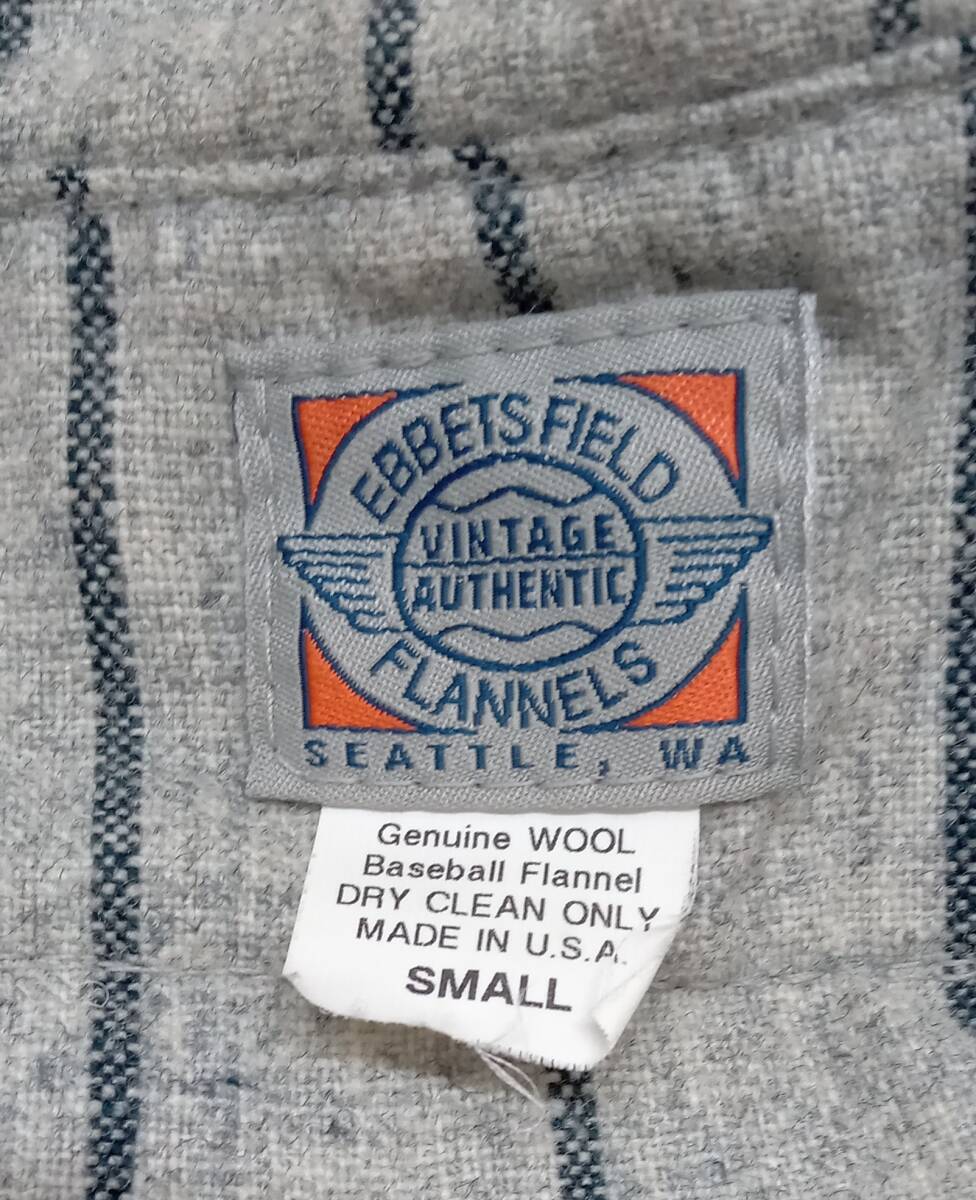 EBBETS FIELD
VINTAGE
AUTHENTIC
FLANNELS
SEATTLE, WA
Genuine WOOL
Baseball Flannel
DRY CLEAN ONLY
MADE IN U.S.A.
SMALL